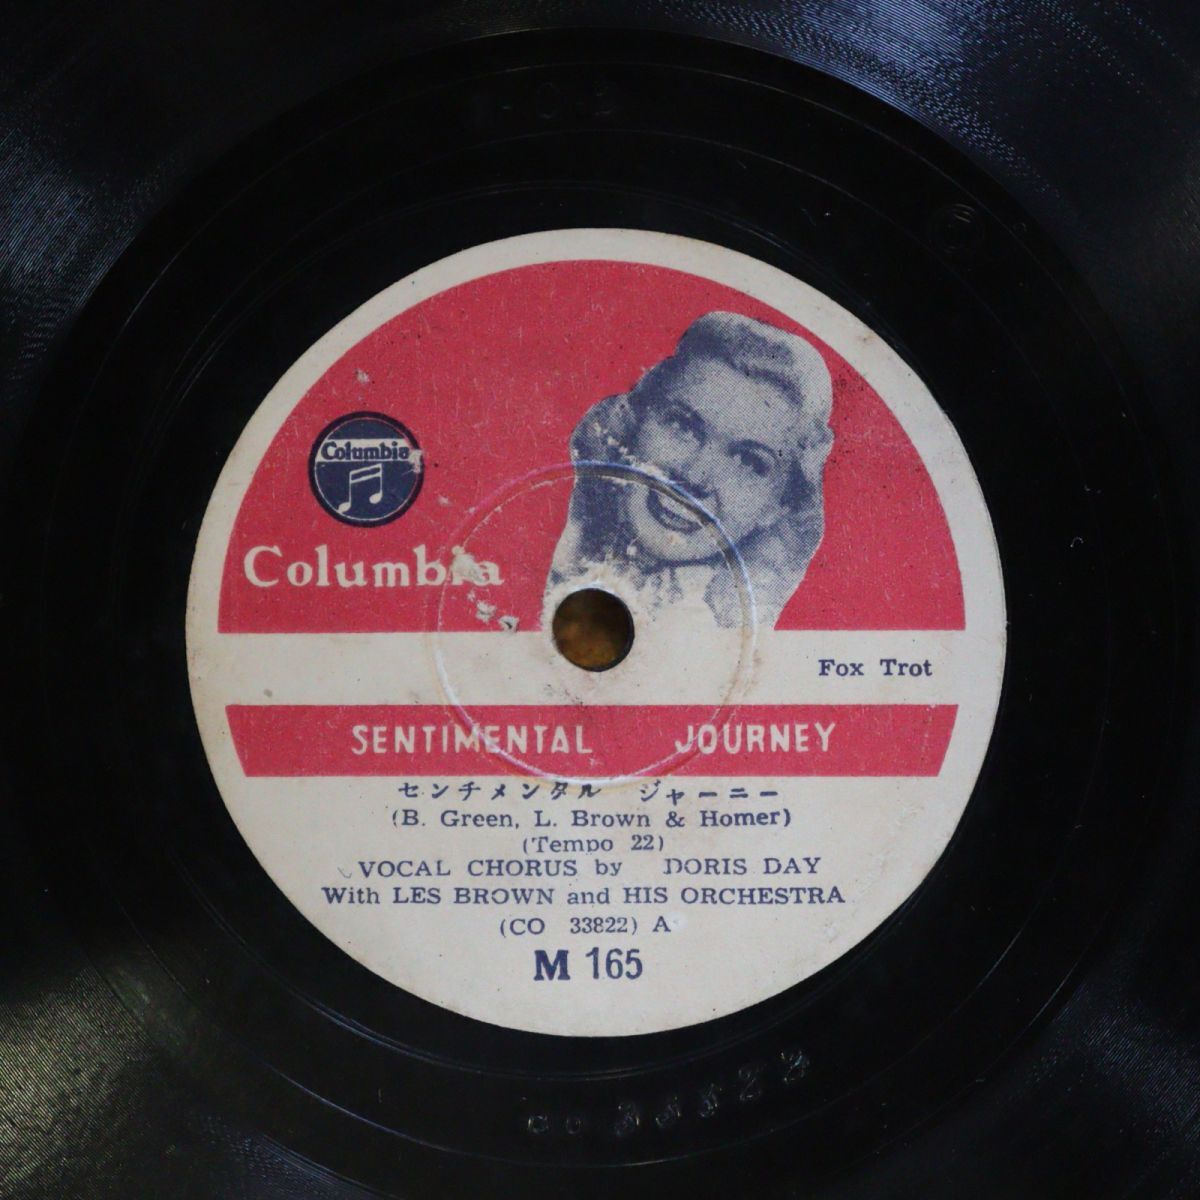 Columbia
Columbia
Fox Trot
SENTIMENTAL JOURNEY
センチメンタル ジャーニー
(B. Green, L. Brown & Homer)
(Tempo 22)
VOCAL CHORUS by DORIS DAY
With LES BROWN and HIS ORCHESTRA
(CO 33822) A
M 165